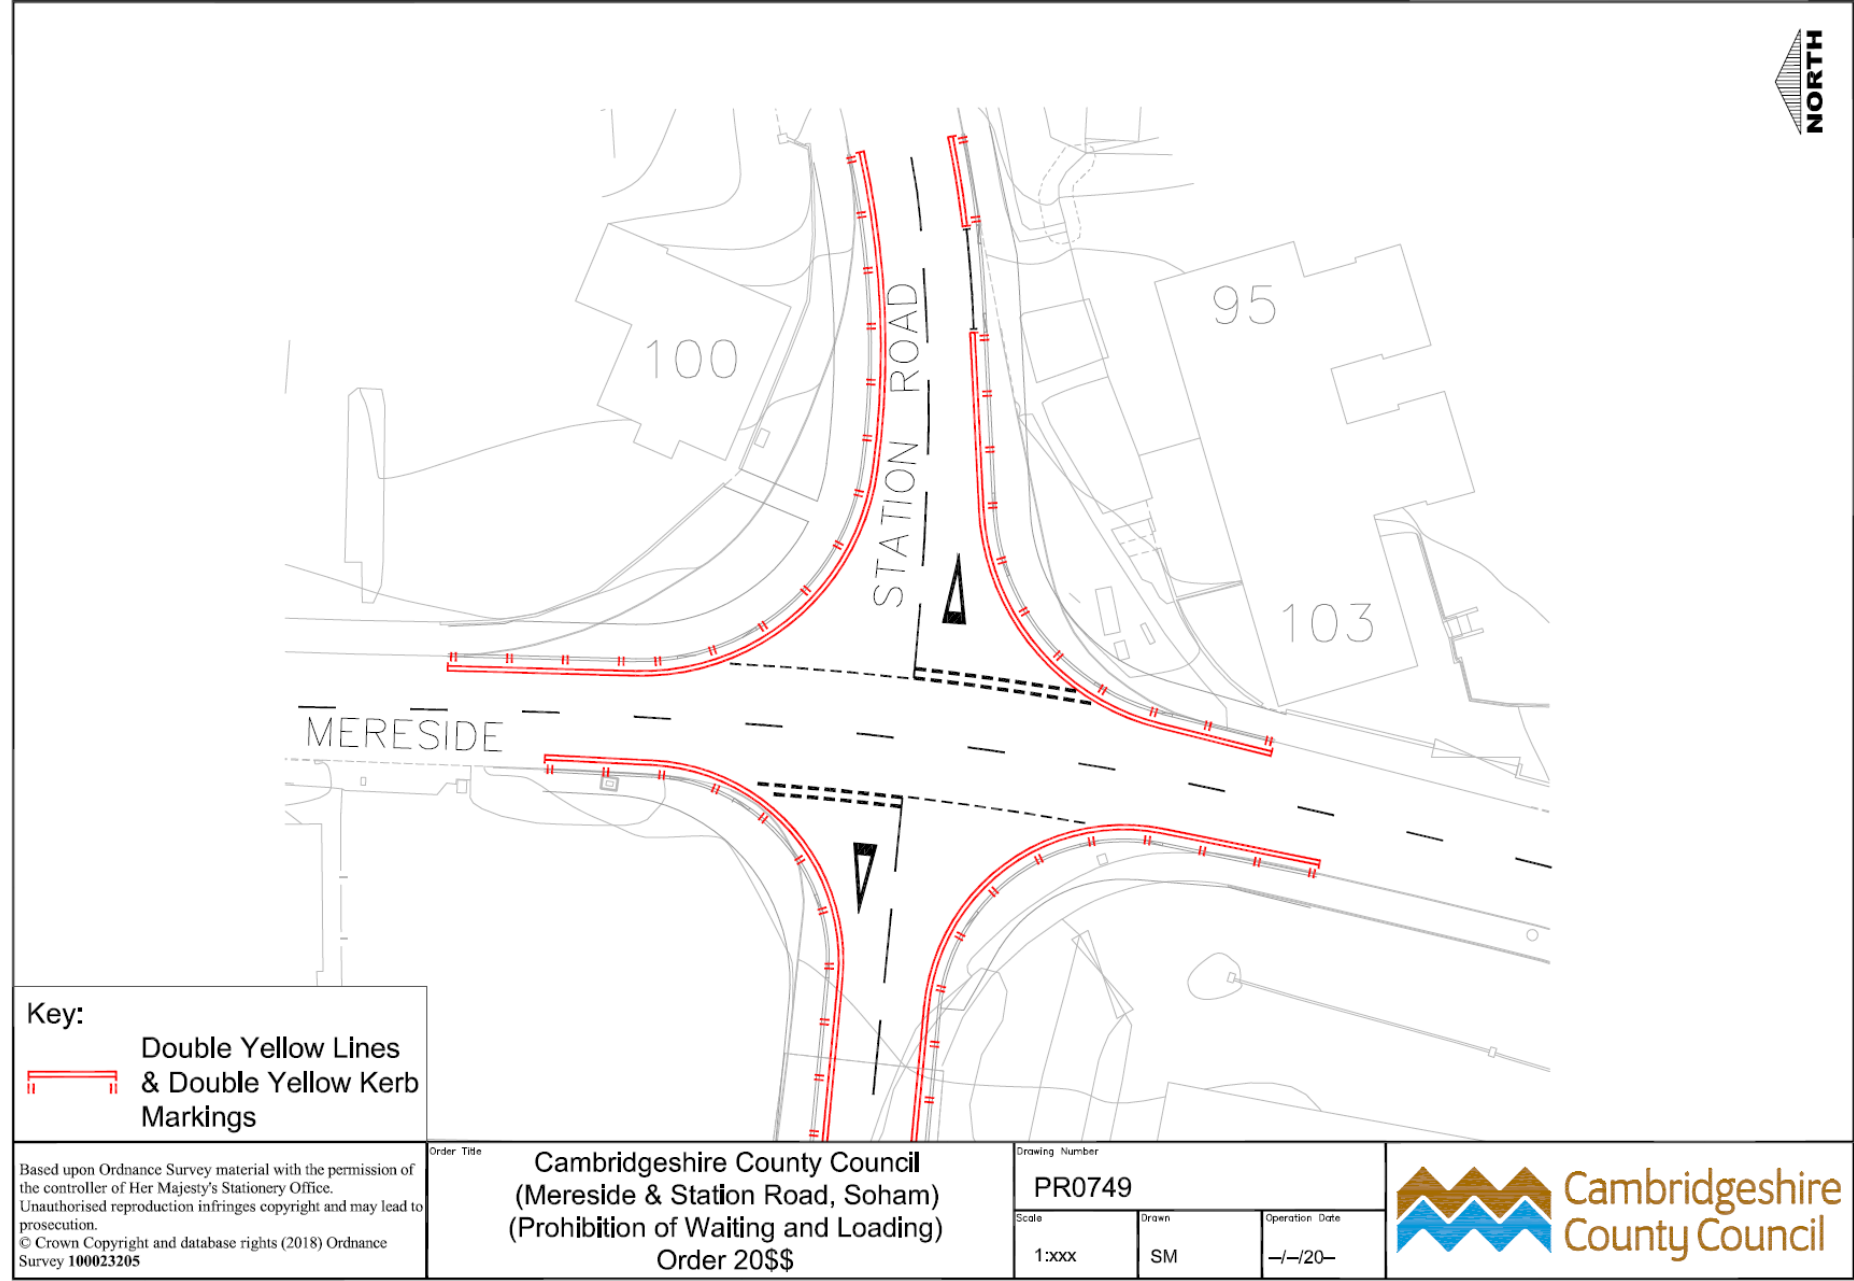 NORTH
95
100
STATION ROAD
103
MERESIDE
Key:
Double Yellow Lines
& Double Yellow Kerb
Markings
Based upon Ordnance Survey material with the permission of
the controller of Her Majesty's Stationery Office.
Unauthorised reproduction infringes copyright and may lead to
prosecution.
© Crown Copyright and database rights (2018) Ordnance
Survey 100023205
Order Title
Cambridgeshire County Council
(Mereside & Station Road, Soham)
(Prohibition of Waiting and Loading)
Order 20$$
Drawing Number
PR0749
Scale
1:xxx
Drawn
SM
Operation Date
–/–/20–
Cambridgeshire
County Council